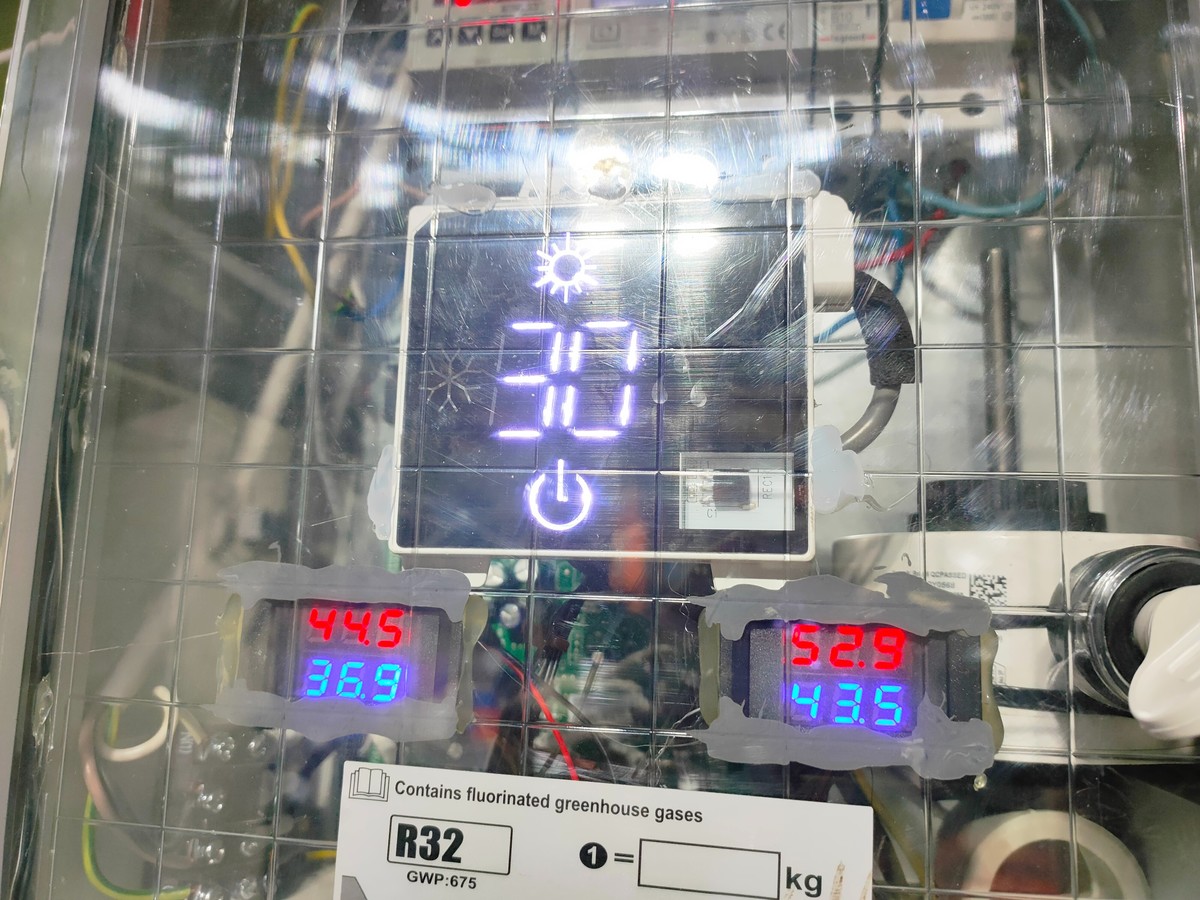 30
44.5
36.9
52.9
43.5
Contains fluorinated greenhouse gases
R32
GWP:675
1 = kg